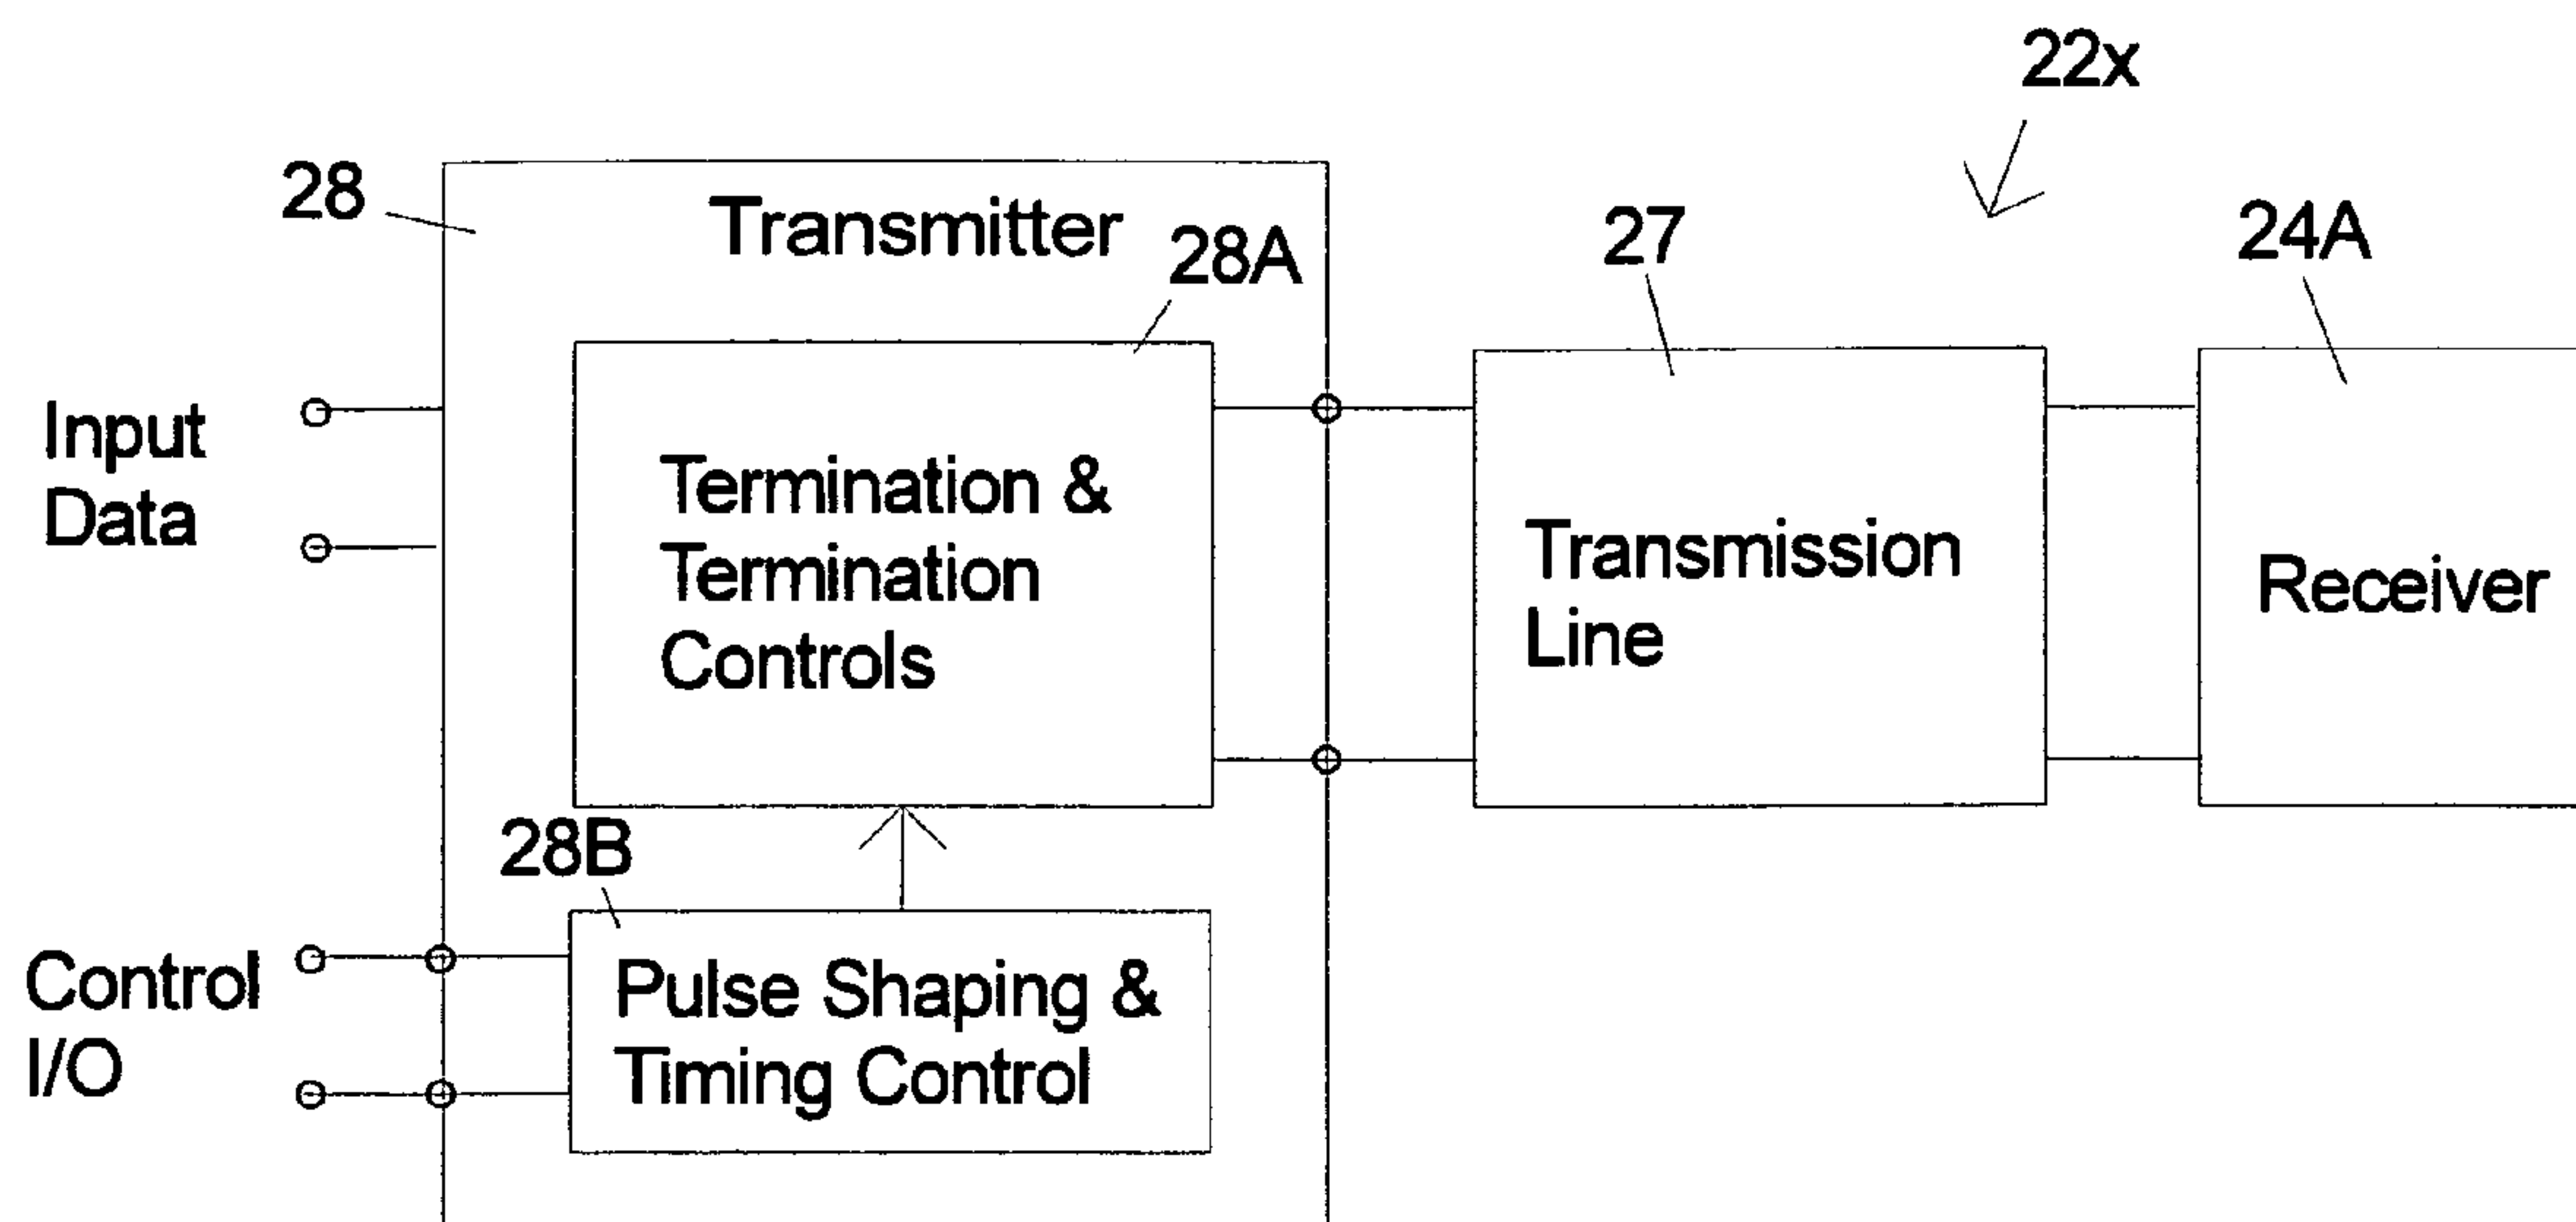 22x
28
Transmitter
28A
27
24A
Input
Data
Termination &
Termination
Controls
Transmission
Line
Receiver
28B
Control
I/O
Pulse Shaping &
Timing Control